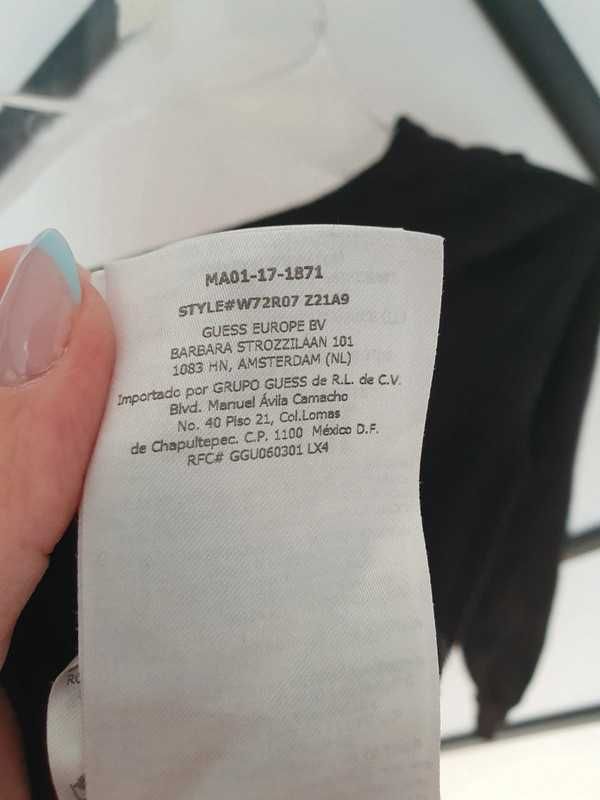 MA01-17-1871
STYLE#W72R07 Z21A9
GUESS EUROPE BV
BARBARA STROZZILAAN 101
1083 HN, AMSTERDAM (NL)
Importado por GRUPO GUESS de R.L. de C.V.
Blvd. Manuel Ávila Camacho
No. 40 Piso 21, Col.Lomas
de Chapultepec. C.P. 1100 México D.F.
RFC# GGU060301 LX4